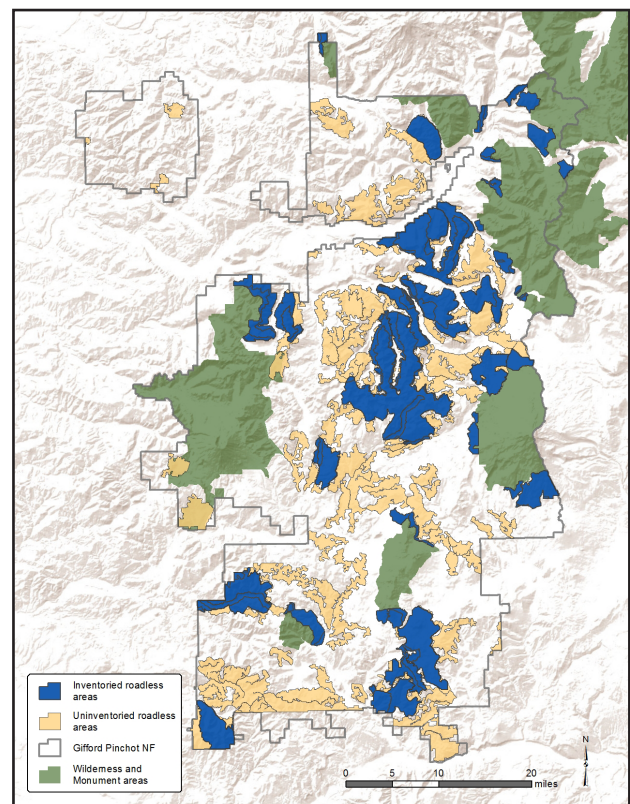 Inventoried roadless
areas
Uninventoried roadless
areas
Gifford Pinchot NF
Wilderness and
Monument areas
N
0 5 10 20
miles